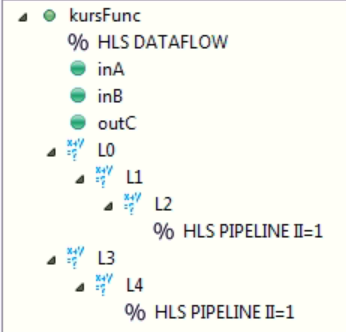 kursFunc
% HLS DATAFLOW
inA
inB
outC
L0
L1
L2
% HLS PIPELINE II=1
L3
L4
% HLS PIPELINE II=1